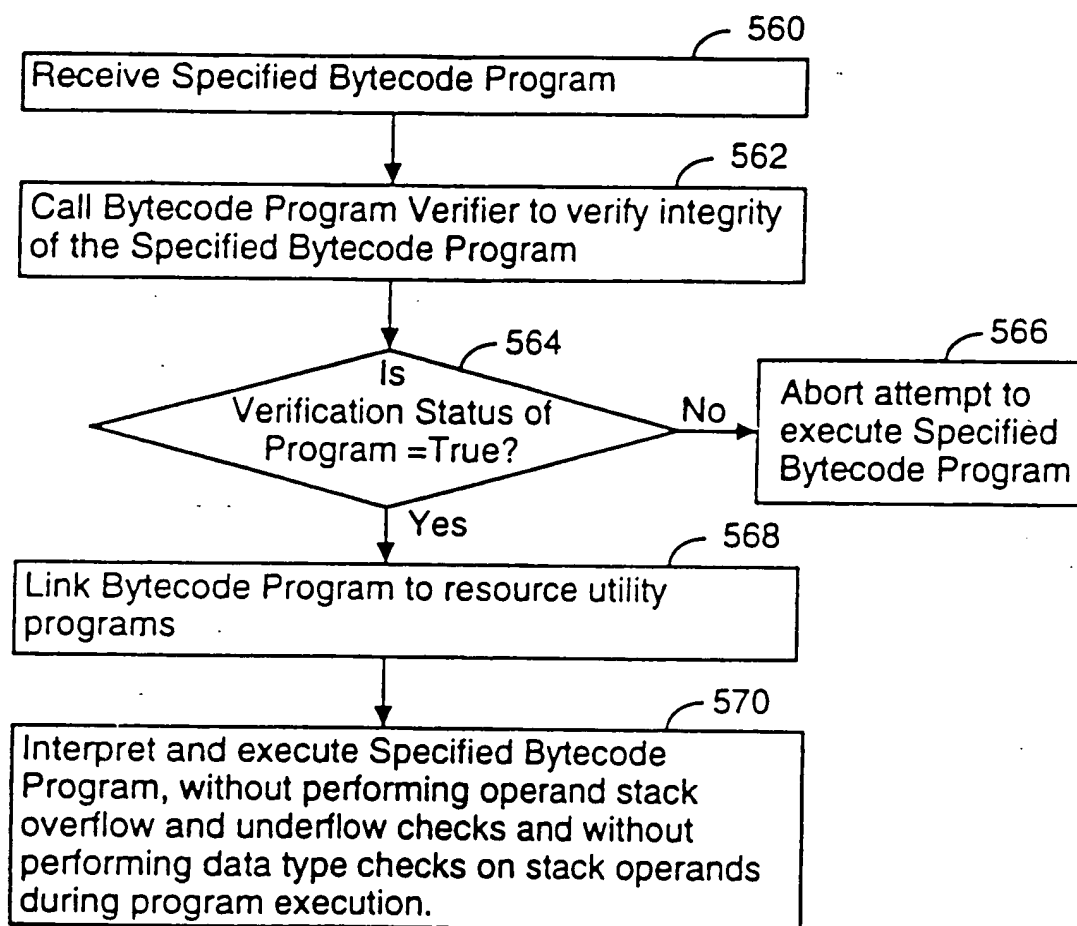 560
Receive Specified Bytecode Program
562
Call Bytecode Program Verifier to verify integrity
of the Specified Bytecode Program
564
Is
Verification Status of
Program =True?
No
566
Abort attempt to
execute Specified
Bytecode Program
Yes
568
Link Bytecode Program to resource utility
programs
570
Interpret and execute Specified Bytecode
Program, without performing operand stack
overflow and underflow checks and without
performing data type checks on stack operands
during program execution.